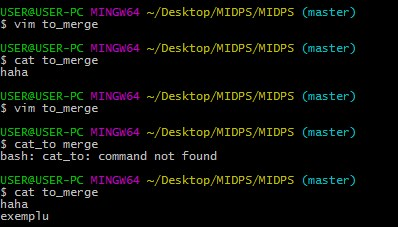 USER@USER-PC MINGW64 ~/Desktop/MIDPS/MIDPS (master)
$ vim to_merge
USER@USER-PC MINGW64 ~/Desktop/MIDPS/MIDPS (master)
$ cat to_merge
haha
USER@USER-PC MINGW64 ~/Desktop/MIDPS/MIDPS (master)
$ vim to_merge
USER@USER-PC MINGW64 ~/Desktop/MIDPS/MIDPS (master)
$ cat_to merge
bash: cat_to: command not found
USER@USER-PC MINGW64 ~/Desktop/MIDPS/MIDPS (master)
$ cat to_merge
haha
exemplu